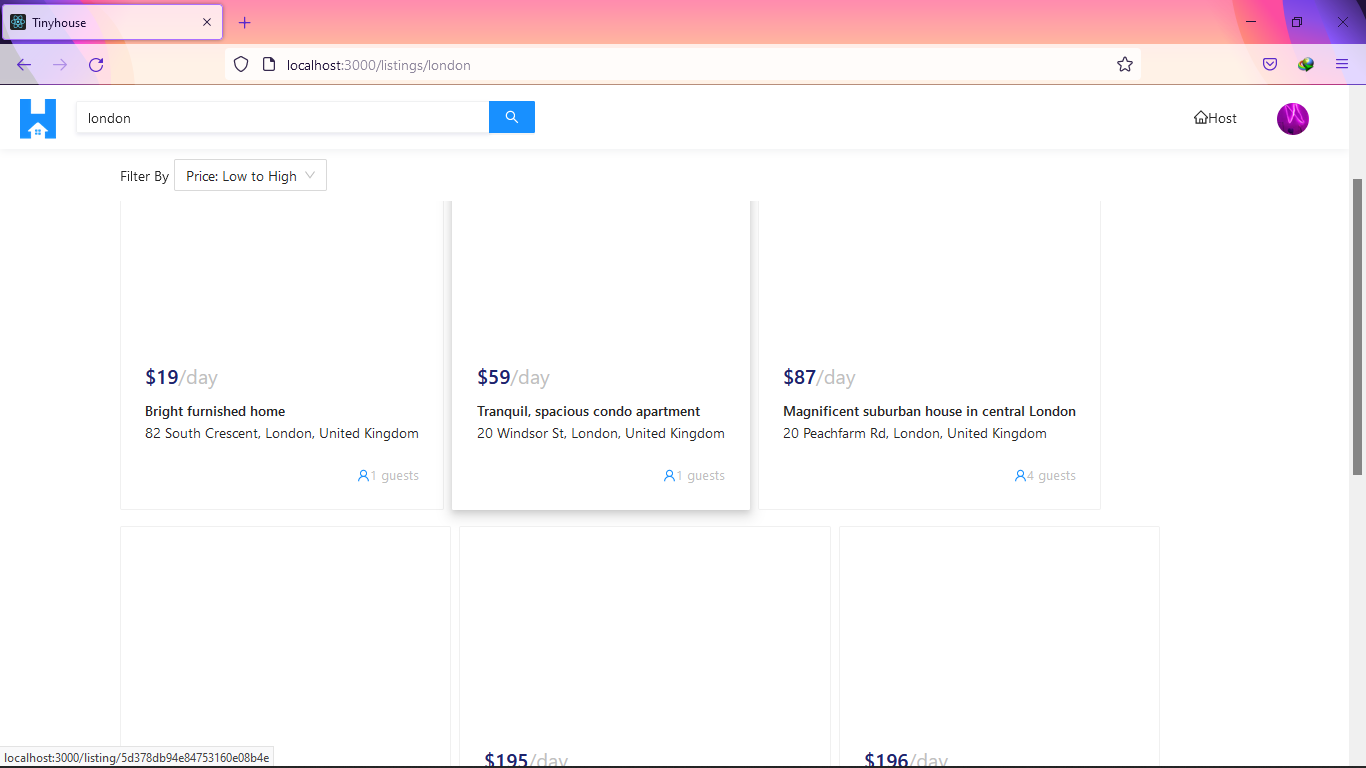 Tinyhouse
localhost:3000/listings/london
london
Host
Filter By Price: Low to High
$19/day
Bright furnished home
82 South Crescent, London, United Kingdom
1 guests
$59/day
Tranquil, spacious condo apartment
20 Windsor St, London, United Kingdom
1 guests
$87/day
Magnificent suburban house in central London
20 Peachfarm Rd, London, United Kingdom
4 guests
$195/day
$196/day
localhost:3000/listing/5d378db94e84753160e08b4e